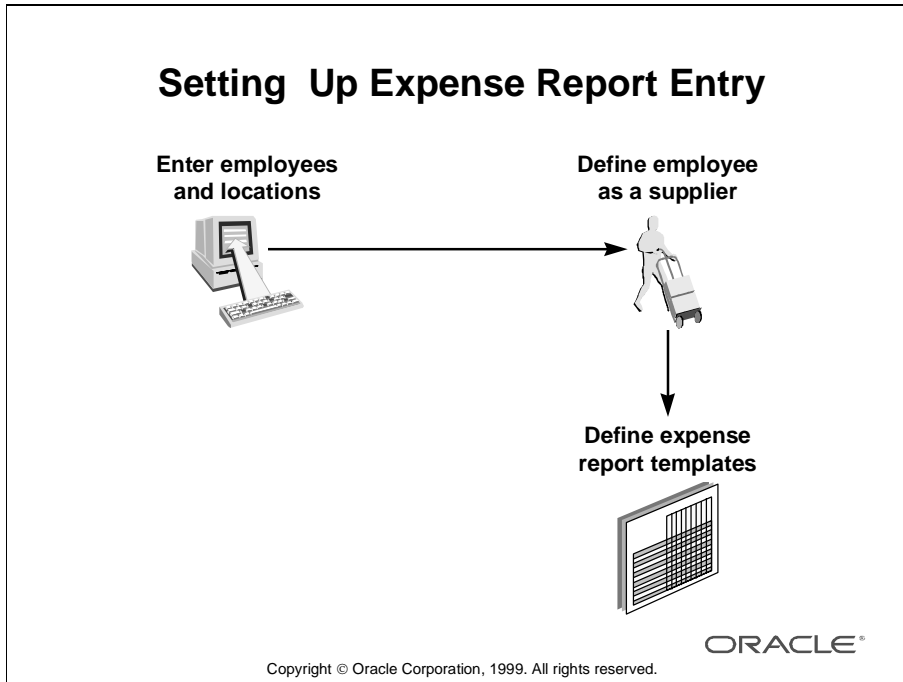 Setting Up Expense Report Entry
Enter employees
and locations
Define employee
as a supplier
Define expense
report templates
ORACLE®
Copyright © Oracle Corporation, 1999. All rights reserved.